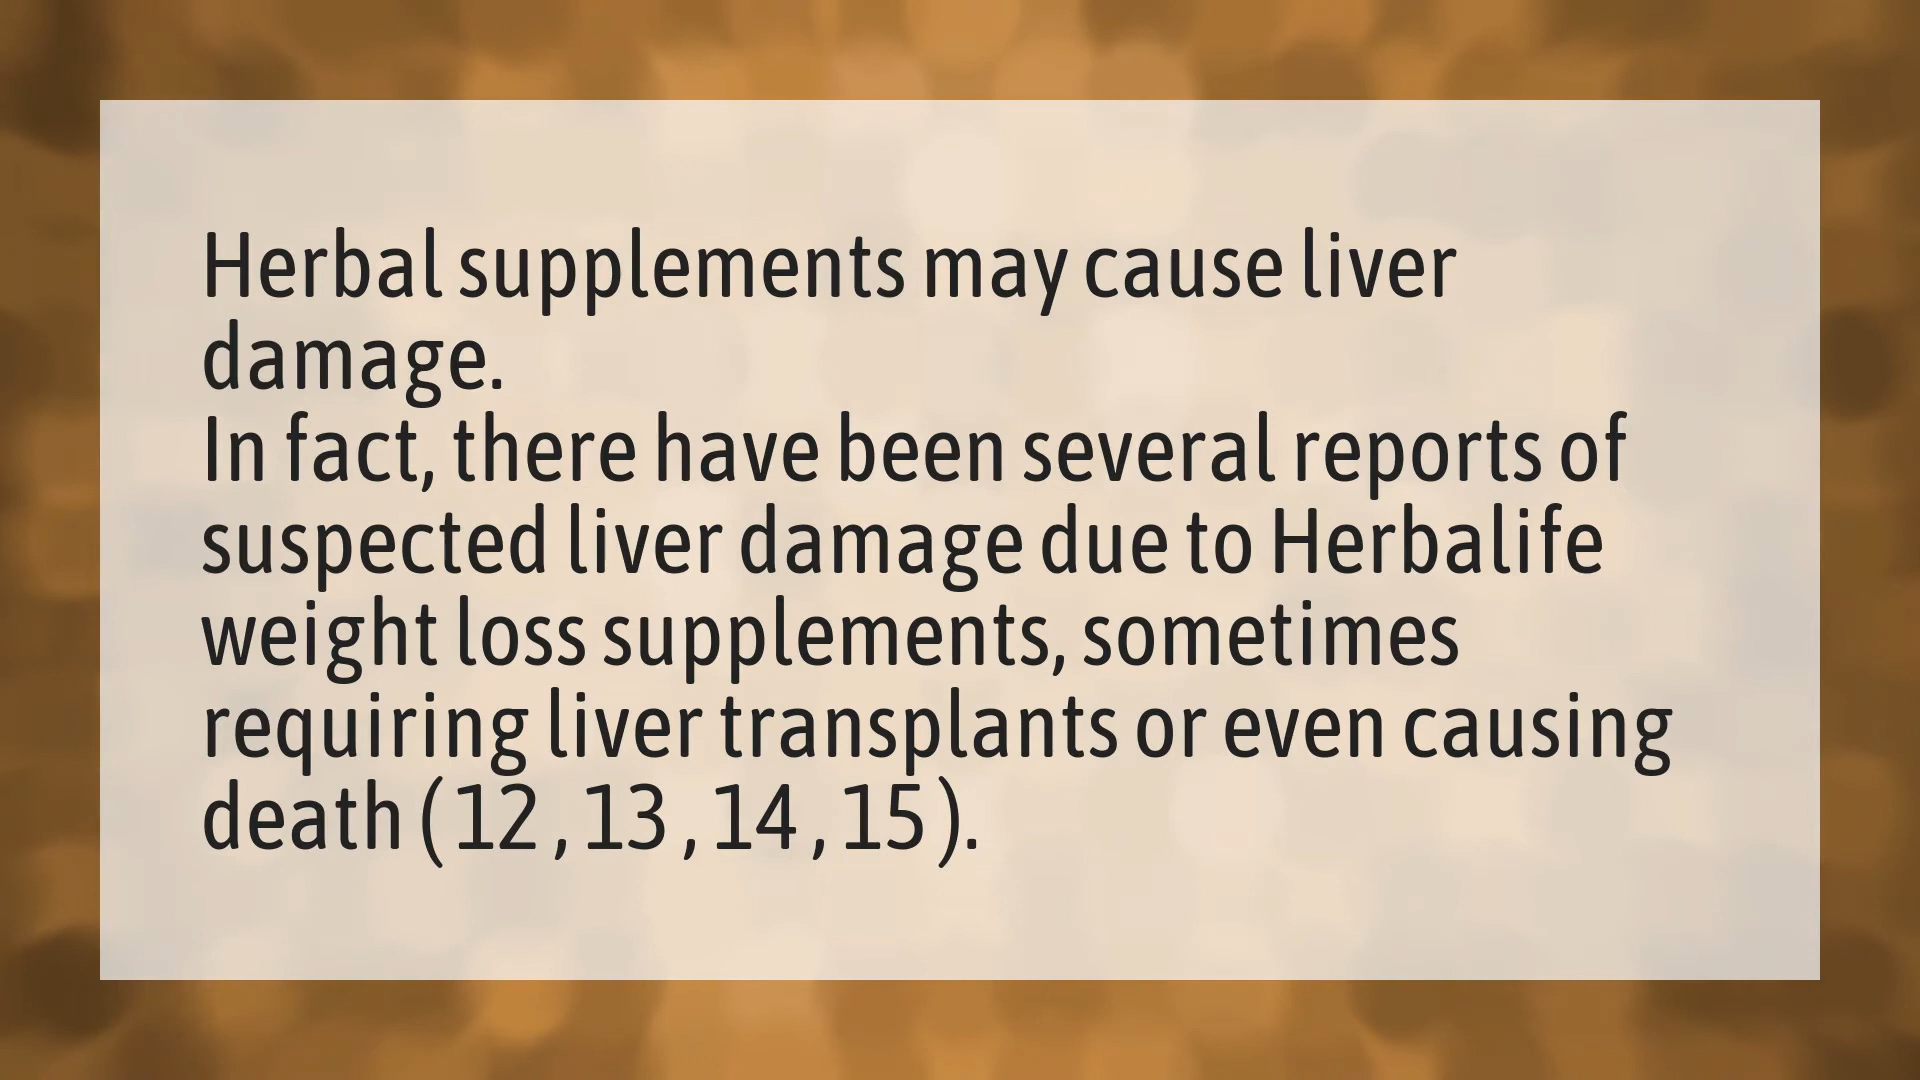 Herbal supplements may cause liver
damage.
In fact, there have been several reports of
suspected liver damage due to Herbalife
weight loss supplements, sometimes
requiring liver transplants or even causing
death (12 , 13 , 14 , 15 ).